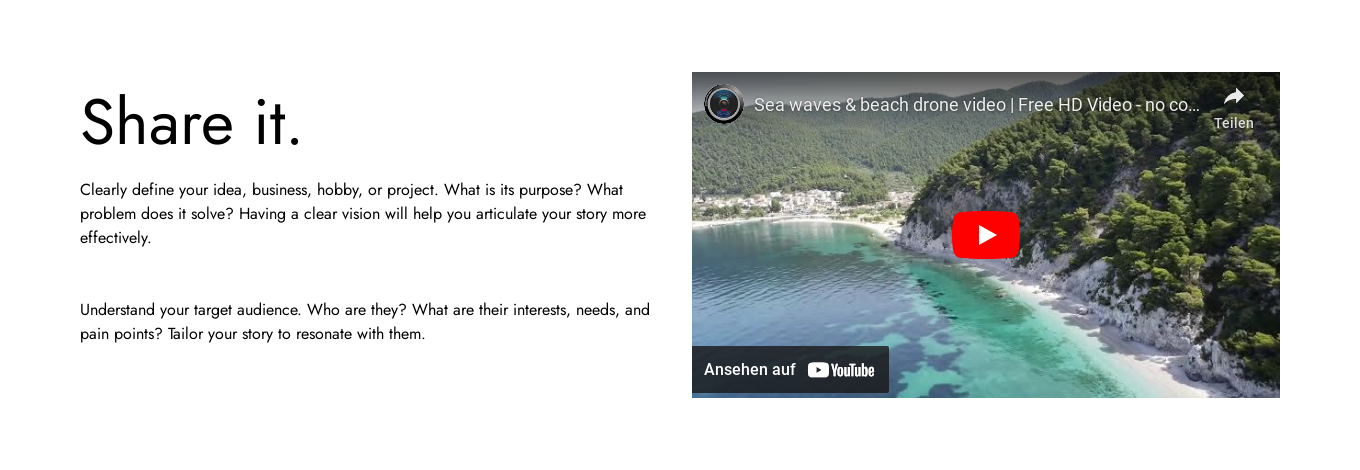 Share it.
Clearly define your idea, business, hobby, or project. What is its purpose? What
problem does it solve? Having a clear vision will help you articulate your story more
effectively.
Understand your target audience. Who are they? What are their interests, needs, and
pain points? Tailor your story to resonate with them.
Sea waves & beach drone video | Free HD Video - no co...
Teilen
Ansehen auf YouTube